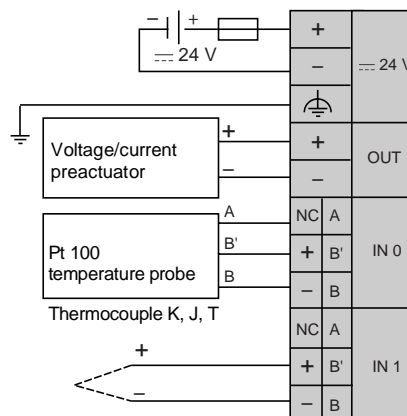 − + +
⎓ 24 V − ⎓ 24 V
Voltage/current
preactuator
+ +
− −
OUT
A NC A
Pt 100
temperature probe
B' + B' IN 0
B − B
Thermocouple K, J, T
NC A
+ + B' IN 1
− − B